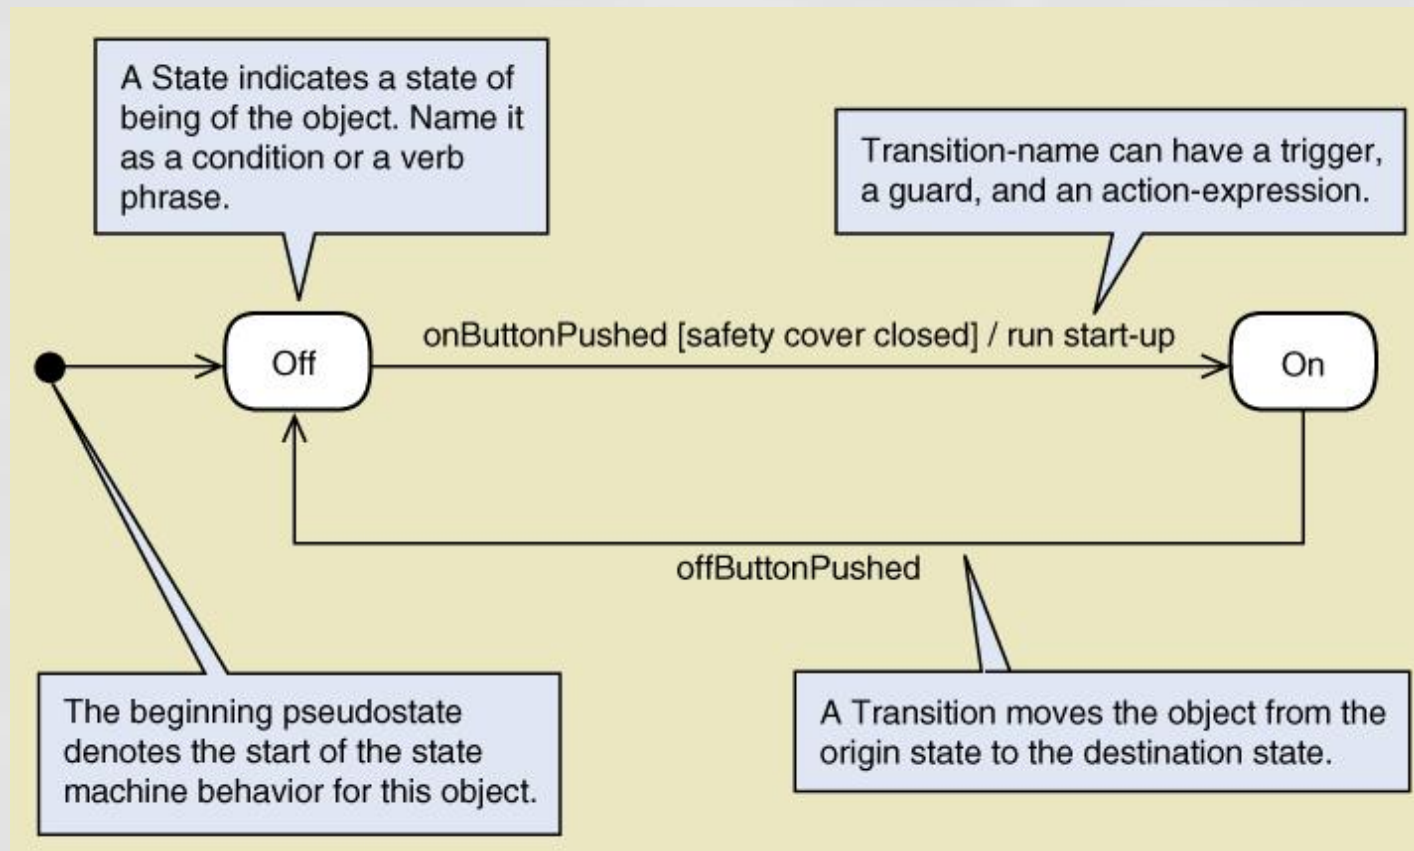 A State indicates a state of
being of the object. Name it
as a condition or a verb
phrase.
Transition-name can have a trigger,
a guard, and an action-expression.
onButtonPushed [safety cover closed] / run start-up
Off
On
offButtonPushed
The beginning pseudostate
denotes the start of the state
machine behavior for this object.
A Transition moves the object from the
origin state to the destination state.